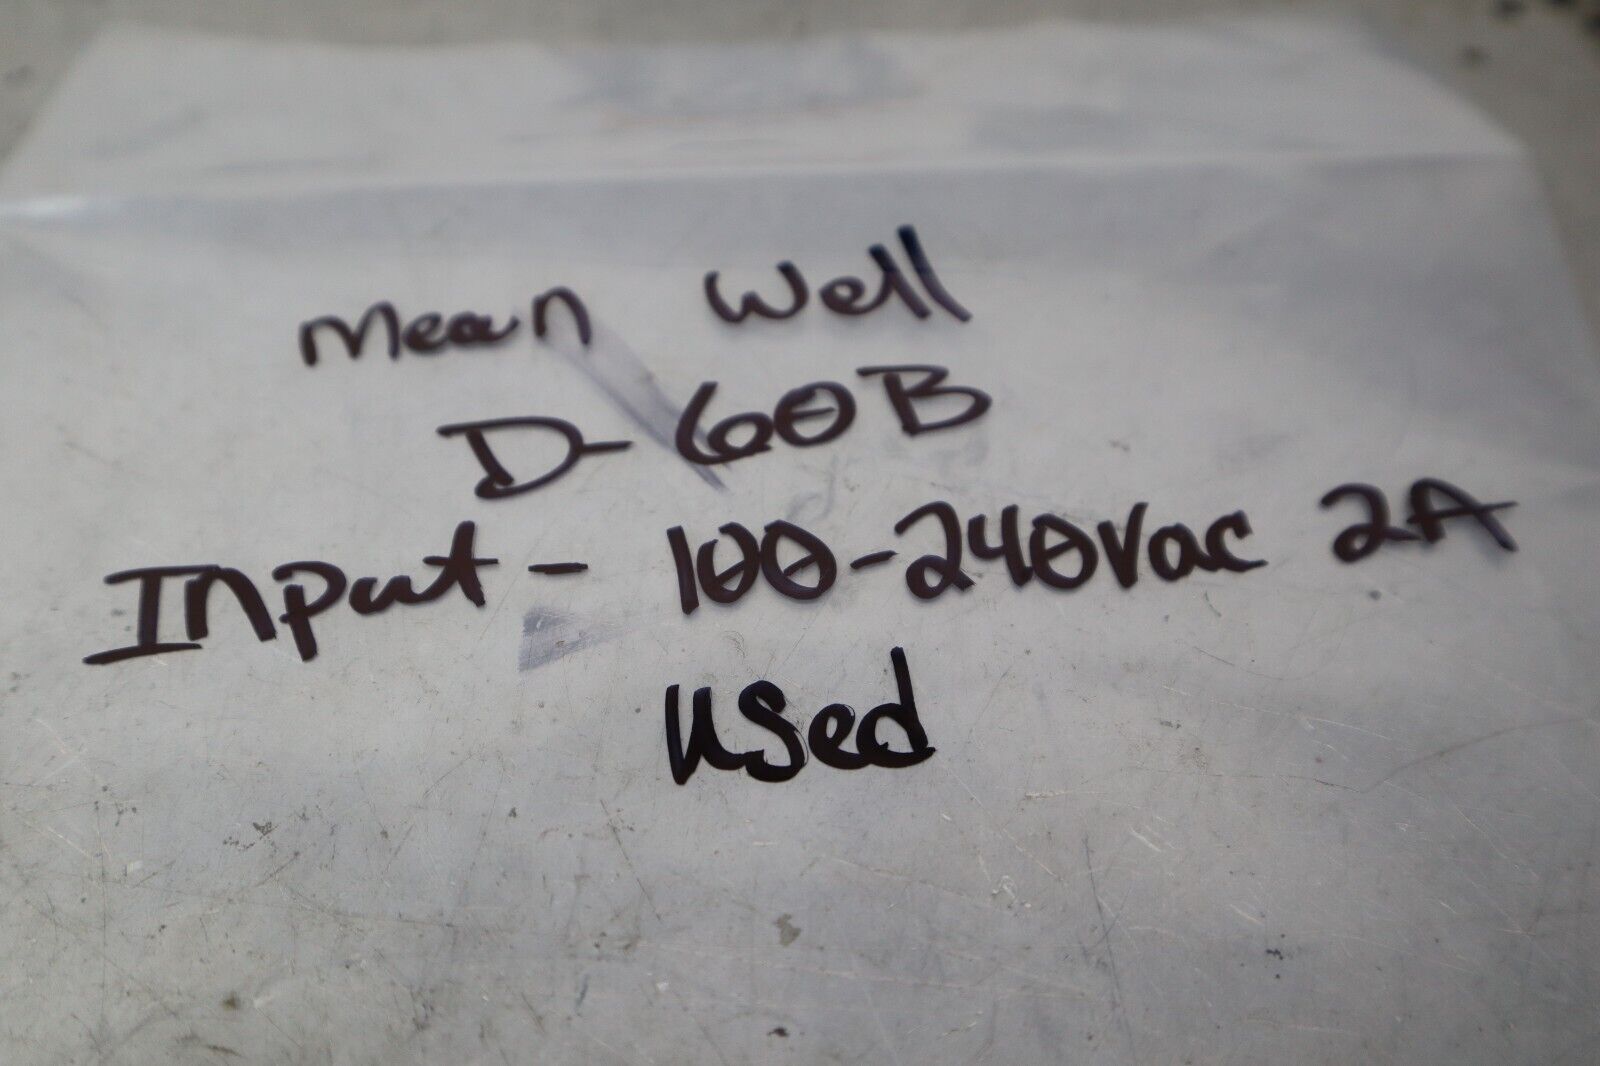 Mean Well
D-60B
Input - 100-240Vac 2A
Used